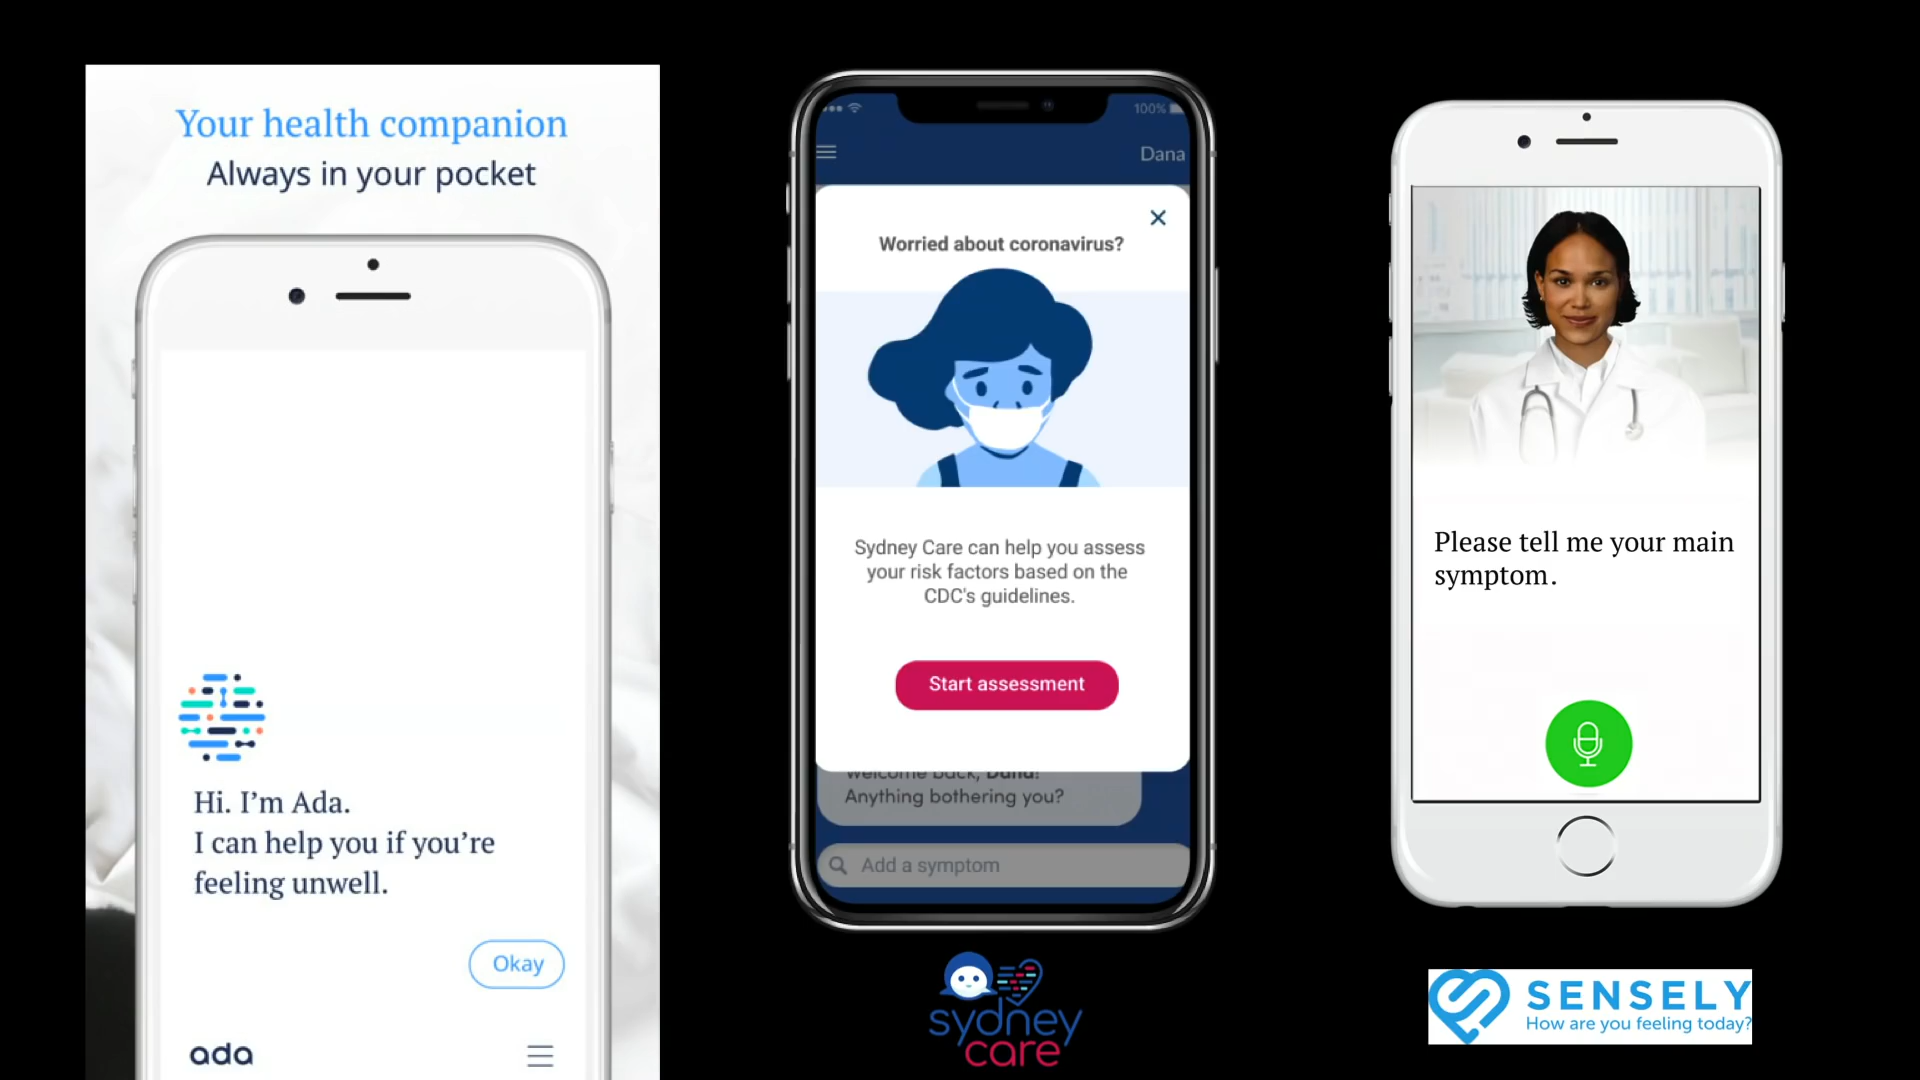 Your health companion
Always in your pocket
Hi. I'm Ada.
I can help you if you're
feeling unwell.
Okay
ada
100%
Dana
Worried about coronavirus?
Sydney Care can help you assess
your risk factors based on the
CDC's guidelines.
Start assessment
Welcome back, Dana!
Anything bothering you?
Add a symptom
sydney
care
Please tell me your main
symptom.
SENSELY
How are you feeling today?